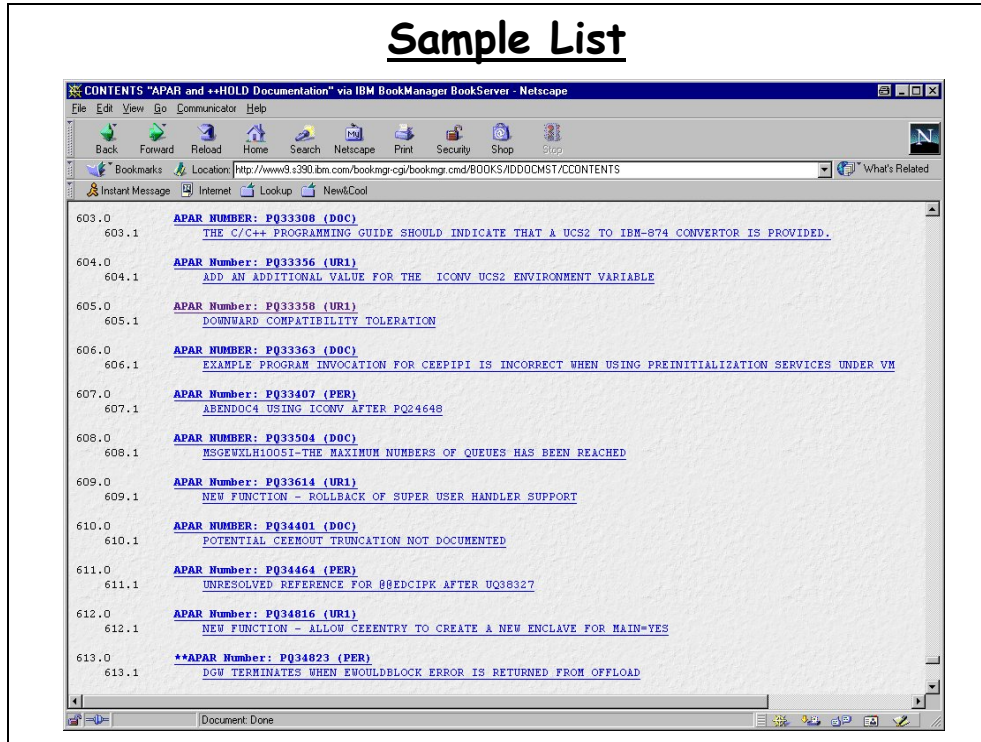 Sample List
CONTENTS "APAR and ++HOLD Documentation" via IBM BookManager BookServer - Netscape
File Edit View Go Communicator Help
My N
Back Forward Reload Home Search Netscape Print Security Shop Stop
Bookmarks Location: http://www9.s390.ibm.com/bookmgr-cgi/bookmgr.cmd/BOOKS/IDDOCMST/CCONTENTS What's Related
Instant Message Internet Lookup New&Cool
603.0 APAR NUMBER: PQ33308 (DOC)
603.1 THE C/C++ PROGRAMMING GUIDE SHOULD INDICATE THAT A UCS2 TO IBM-874 CONVERTOR IS PROVIDED.
604.0 APAR NUMBER: PQ33356 (UR1)
604.1 ADD AN ADDITIONAL VALUE FOR THE ICONV UCS2 ENVIRONMENT VARIABLE
605.0 APAR Number: PQ33358 (UR1)
605.1 DOWNWARD COMPATIBILITY TOLERATION
606.0 APAR NUMBER: PQ33363 (DOC)
606.1 EXAMPLE PROGRAM INVOCATION FOR CEEPIPI IS INCORRECT WHEN USING PREINITIALIZATION SERVICES UNDER VM
607.0 APAR Number: PQ33407 (PER)
607.1 ABENDOC4 USING ICONV AFTER PQ24648
608.0 APAR NUMBER: PQ33504 (DOC)
608.1 MSGEWXLH1005I-THE MAXIMUM NUMBERS OF QUEUES HAS BEEN REACHED
609.0 APAR Number: PQ33614 (UR1)
609.1 NEW FUNCTION - ROLLBACK OF SUPER USER HANDLER SUPPORT
610.0 APAR NUMBER: PQ34401 (DOC)
610.1 POTENTIAL CEEMOUT TRUNCATION NOT DOCUMENTED
611.0 APAR Number: PQ34464 (PER)
611.1 UNRESOLVED REFERENCE FOR @@EDCIPK AFTER UQ38327
612.0 APAR Number: PQ34816 (UR1)
612.1 NEW FUNCTION - ALLOW CEEENTRY TO CREATE A NEW ENCLAVE FOR MAIN=YES
613.0 **APAR Number: PQ34823 (PER)
613.1 DGW TERMINATES WHEN EWOULDBLOCK ERROR IS RETURNED FROM OFFLOAD
Document: Done